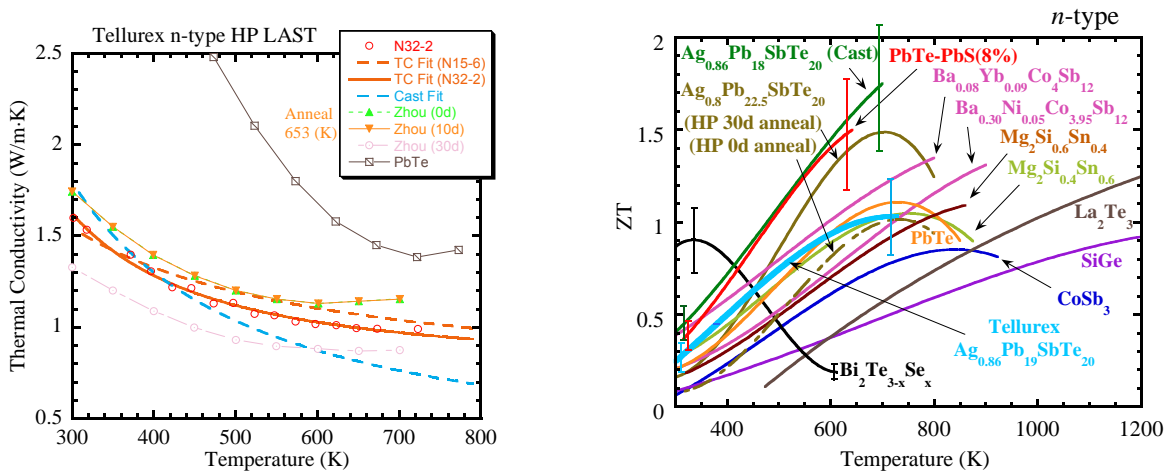 Tellurex n-type HP LAST
2.5
2
1.5
1
0.5
300
400
500
600
700
800
Thermal Conductivity (W/m·K)
Temperature (K)
Anneal
653 (K)
N32-2
TC Fit (N15-6)
TC Fit (N32-2)
Cast Fit
Zhou (0d)
Zhou (10d)
Zhou (30d)
PbTe
n-type
2
1.5
1
0.5
0
400
600
800
1000
1200
ZT
Temperature (K)
Ag0.86Pb18SbTe20 (Cast)
PbTe-PbS(8%)
Ag0.8Pb22.5SbTe20
(HP 30d anneal)
(HP 0d anneal)
Ba0.08Yb0.09Co4Sb12
Ba0.30Ni0.05Co3.95Sb12
Mg2Si0.6Sn0.4
Mg2Si0.4Sn0.6
La2Te3
PbTe
SiGe
CoSb3
Tellurex
Ag0.86Pb19SbTe20
Bi2Te3-xSex